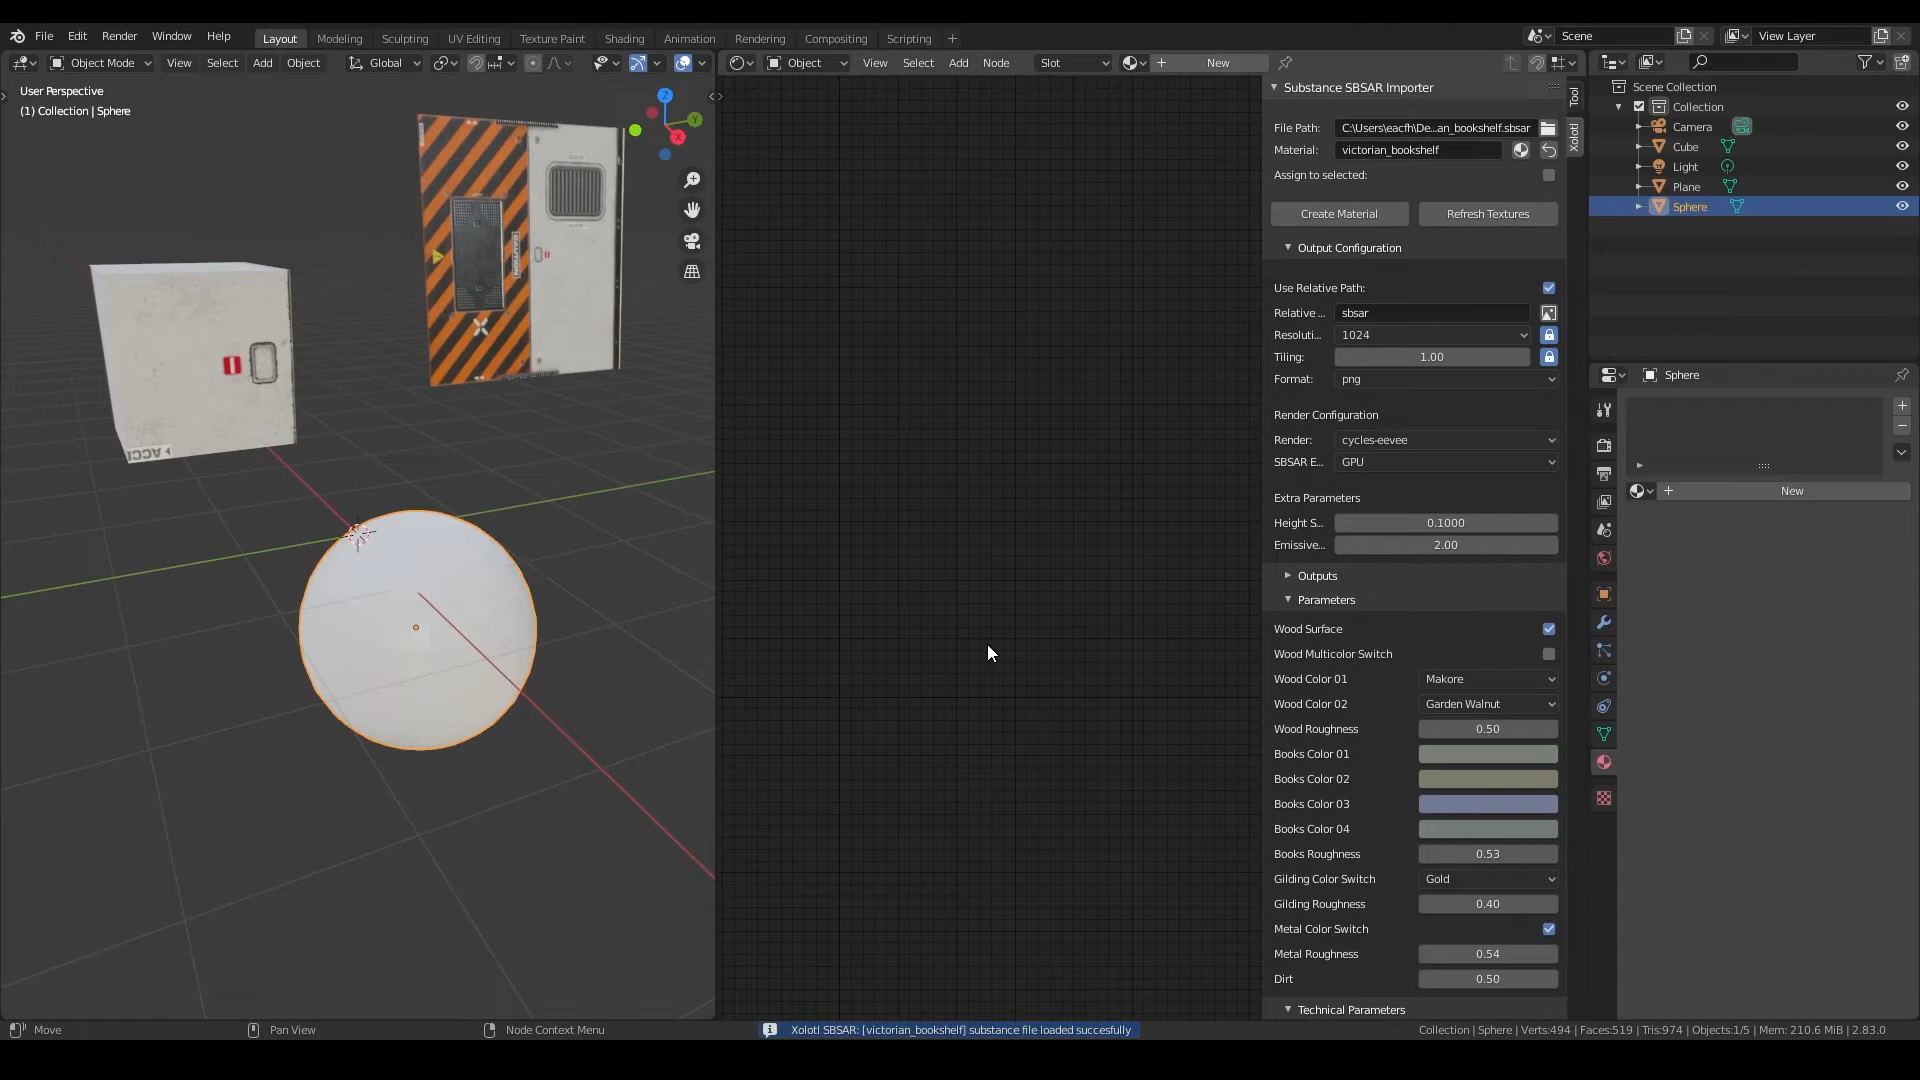 File Edit Render Window Help Layout Modeling Sculpting UV Editing Texture Paint Shading Animation Rendering Compositing Scripting + Scene View Layer
Object Mode View Select Add Object Global Object View Select Add Node Slot New
User Perspective
(1) Collection | Sphere
Z
Y
X
CAUTION
ACCE
Tool
Xolotl
Substance SBSAR Importer
File Path: C:\Users\eacfh\De...an_bookshelf.sbsar
Material: victorian_bookshelf
Assign to selected:
Create Material Refresh Textures
Output Configuration
Use Relative Path:
Relative ... sbsar
Resoluti... 1024
Tiling: 1.00
Format: png
Render Configuration
Render: cycles-eevee
SBSAR E... GPU
Extra Parameters
Height S... 0.1000
Emissive... 2.00
Outputs
Parameters
Wood Surface
Wood Multicolor Switch
Wood Color 01 Makore
Wood Color 02 Garden Walnut
Wood Roughness 0.50
Books Color 01
Books Color 02
Books Color 03
Books Color 04
Books Roughness 0.53
Gilding Color Switch Gold
Gilding Roughness 0.40
Metal Color Switch
Metal Roughness 0.54
Dirt 0.50
Technical Parameters
Scene Collection
Collection
Camera
Cube
Light
Plane
Sphere
Sphere
New
Move Pan View Node Context Menu Xolotl SBSAR: [victorian_bookshelf] substance file loaded succesfully Collection | Sphere | Verts:494 | Faces:519 | Tris:974 | Objects:1/5 | Mem: 210.6 MiB | 2.83.0